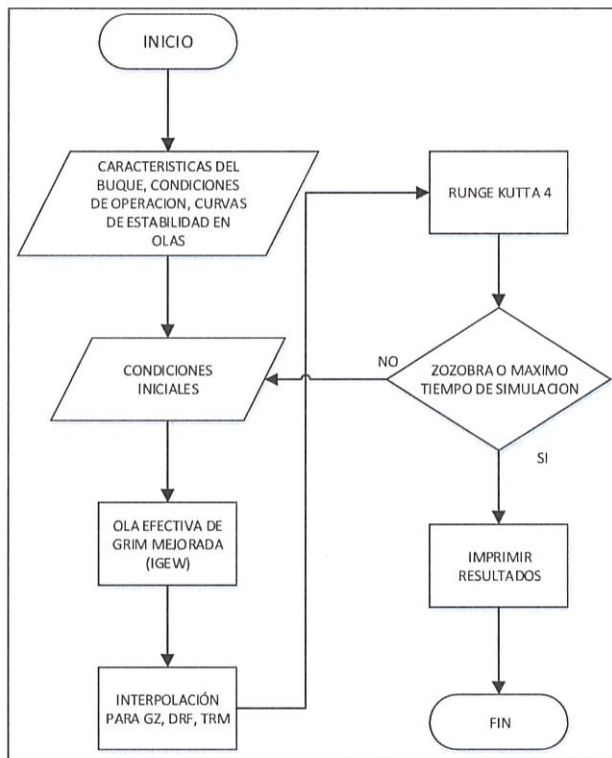 INICIO
CARACTERISTICAS DEL
BUQUE, CONDICIONES
DE OPERACION, CURVAS
DE ESTABILIDAD EN
OLAS
CONDICIONES
INICIALES
OLA EFECTIVA DE
GRIM MEJORADA
(IGEW)
INTERPOLACIÓN
PARA GZ, DRF, TRM
RUNGE KUTTA 4
ZOZOBRA O MAXIMO
TIEMPO DE SIMULACION
NO
SI
IMPRIMIR
RESULTADOS
FIN